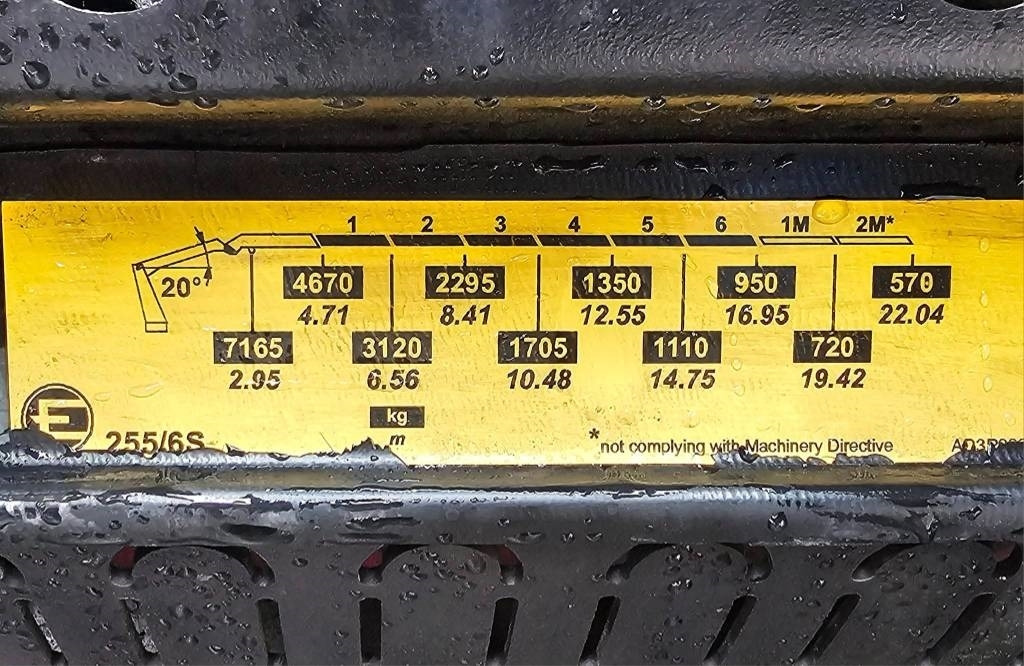 1 2 3 4 5 6 1M 2M*
20°
4670 2295 1350 950 570
4.71 8.41 12.55 16.95 22.04
7165 3120 1705 1110 720
2.95 6.56 10.48 14.75 19.42
kg
m
E
255/6S
*not complying with Machinery Directive